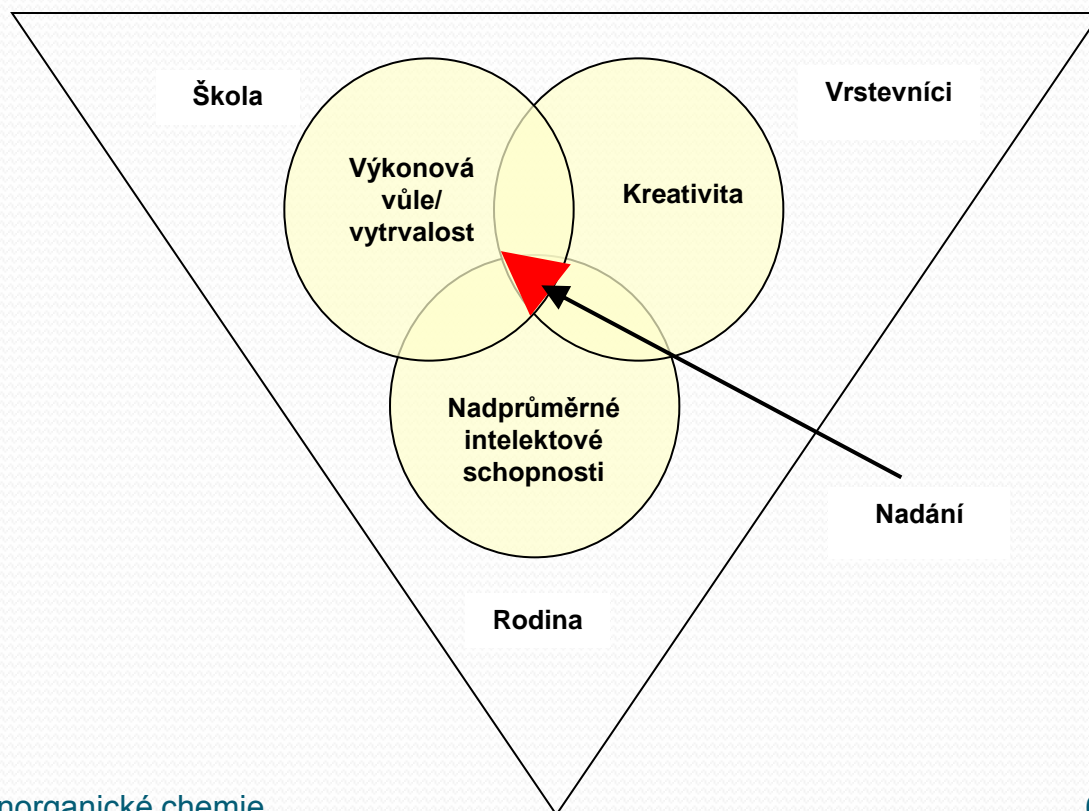 Škola
Vrstevníci
Výkonová
vůle/
vytrvalost
Kreativita
Nadprůměrné
intelektové
schopnosti
Nadání
Rodina
norganické chemie